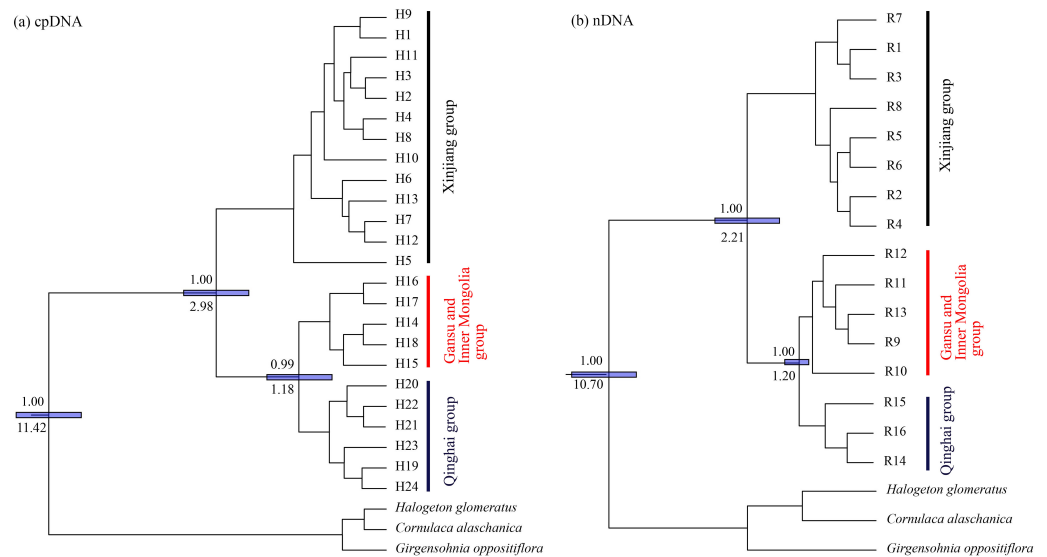 (a) cpDNA
H9
H1
H11
H3
H2
H4
H8
H10
H6
H13
H7
H12
H5
H16
H17
H14
H18
H15
H20
H22
H21
H23
H19
H24
Halogeton glomeratus
Cornulaca alaschanica
Girgensohnia oppositiflora
Xinjiang group
Gansu and
Inner Mongolia
group
Qinghai group
1.00
2.98
0.99
1.18
1.00
11.42
(b) nDNA
R7
R1
R3
R8
R5
R6
R2
R4
R12
R11
R13
R9
R10
R15
R16
R14
Halogeton glomeratus
Cornulaca alaschanica
Girgensohnia oppositiflora
Xinjiang group
Gansu and
Inner Mongolia
group
Qinghai group
1.00
2.21
1.00
1.20
1.00
10.70